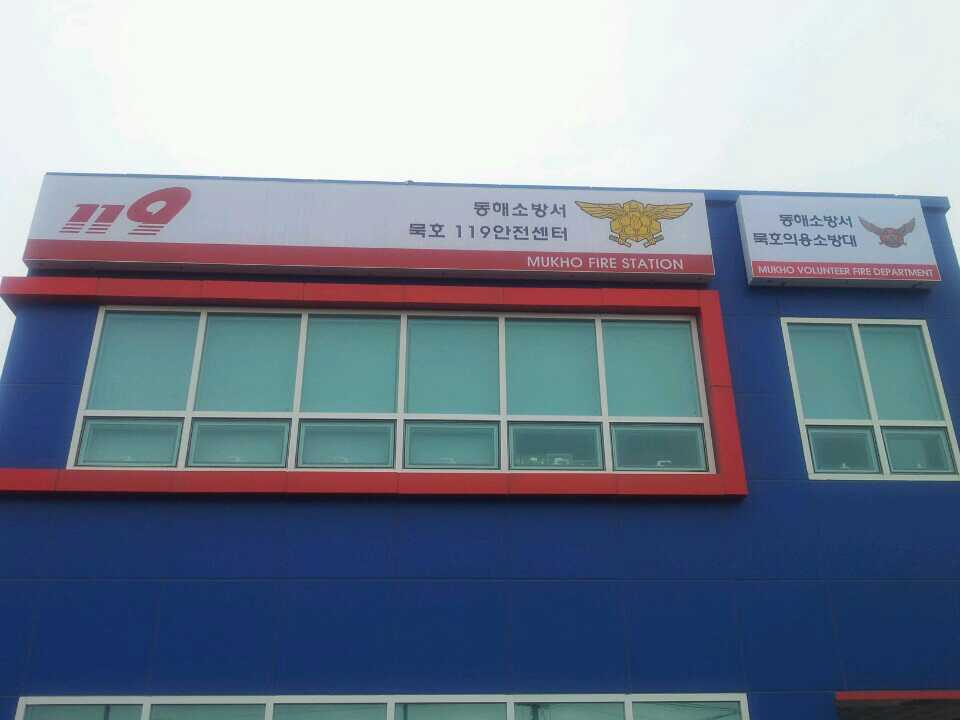 119
동해소방서
묵호 119안전센터
MUKHO FIRE STATION
동해소방서
묵호의용소방대
MUKHO VOLUNTEER FIRE DEPARTMENT